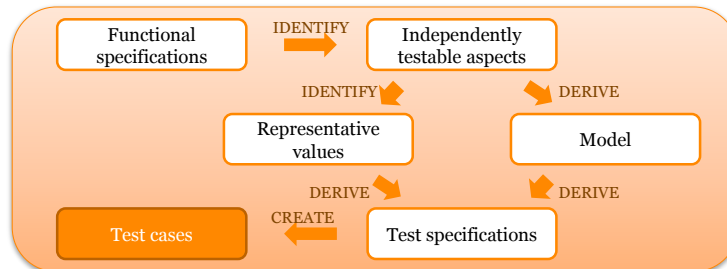 Functional
specifications
IDENTIFY
Independently
testable aspects
IDENTIFY
DERIVE
Representative
values
Model
DERIVE
DERIVE
Test cases
CREATE
Test specifications